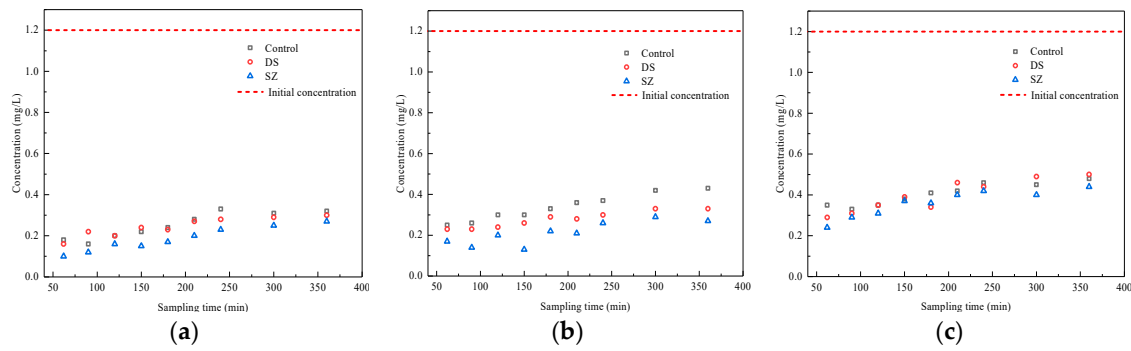 1.2
1.0
0.8
0.6
0.4
0.2
0.0
Concentration (mg/L)
Control
DS
SZ
Initial concentration
50 100 150 200 250 300 350 400
Sampling time (min)
(a)
1.2
1.0
0.8
0.6
0.4
0.2
0.0
Concentration (mg/L)
Control
DS
SZ
Initial concentration
50 100 150 200 250 300 350 400
Sampling time (min)
(b)
1.2
1.0
0.8
0.6
0.4
0.2
0.0
Concentration (mg/L)
Control
DS
SZ
Initial concentration
50 100 150 200 250 300 350 400
Sampling time (min)
(c)